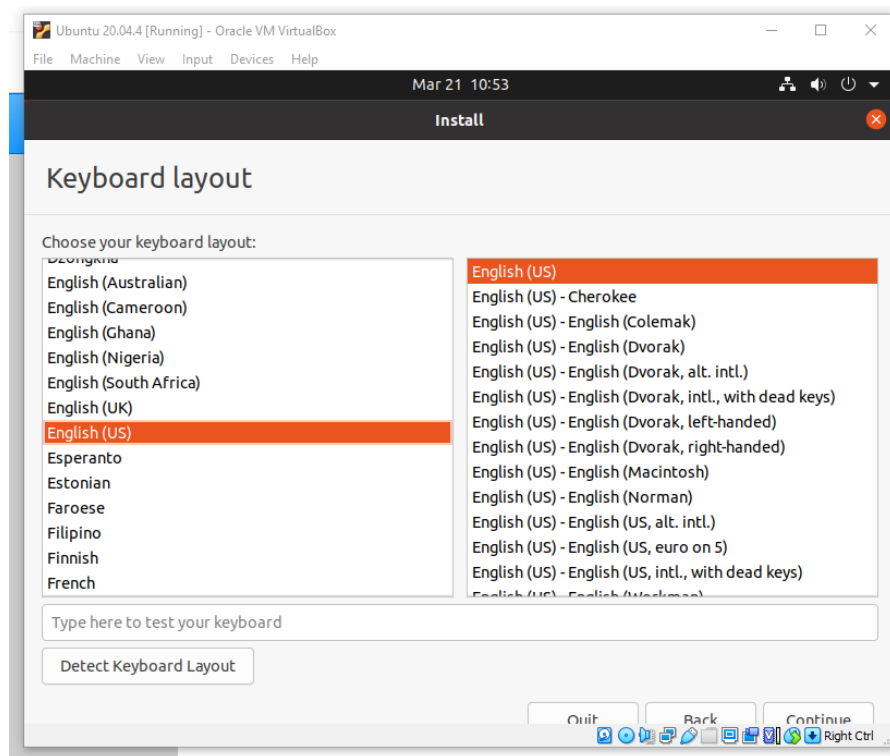 Ubuntu 20.04.4 [Running] - Oracle VM VirtualBox
File Machine View Input Devices Help
Mar 21 10:53
Install
Keyboard layout
Choose your keyboard layout:
Dzongkha
English (Australian)
English (Cameroon)
English (Ghana)
English (Nigeria)
English (South Africa)
English (UK)
English (US)
Esperanto
Estonian
Faroese
Filipino
Finnish
French
English (US)
English (US) - Cherokee
English (US) - English (Colemak)
English (US) - English (Dvorak)
English (US) - English (Dvorak, alt. intl.)
English (US) - English (Dvorak, intl., with dead keys)
English (US) - English (Dvorak, left-handed)
English (US) - English (Dvorak, right-handed)
English (US) - English (Macintosh)
English (US) - English (Norman)
English (US) - English (US, alt. intl.)
English (US) - English (US, euro on 5)
English (US) - English (US, intl., with dead keys)
English (US) - English (Workman)
Type here to test your keyboard
Detect Keyboard Layout
Quit Back Continue
Right Ctrl